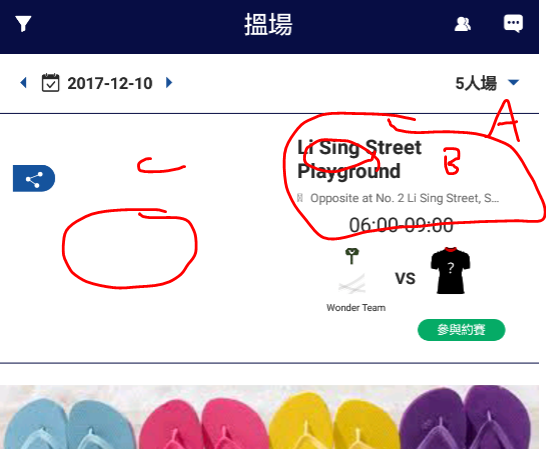 搵場
2017-12-10
5人場
A
Li Sing Street
Playground
B
C
Opposite at No. 2 Li Sing Street, S...
06:00-09:00
?
VS
Wonder Team
參與約賽